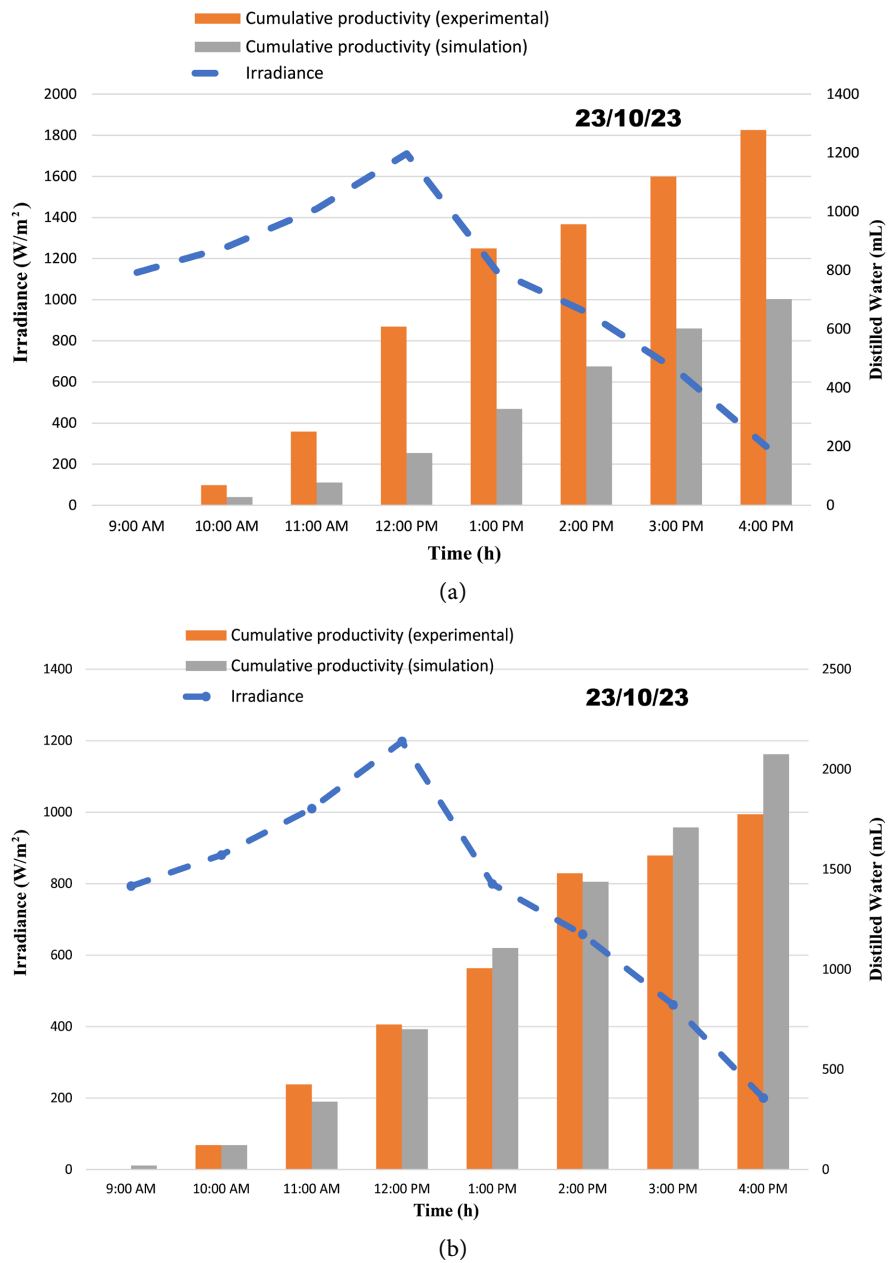 Cumulative productivity (experimental)
Cumulative productivity (simulation)
Irradiance
23/10/23
Irradiance (W/m²)
2000
1800
1600
1400
1200
1000
800
600
400
200
0
1400
1200
1000
800
600
400
200
0
Distilled Water (mL)
9:00 AM 10:00 AM 11:00 AM 12:00 PM 1:00 PM 2:00 PM 3:00 PM 4:00 PM
Time (h)
(a)
Cumulative productivity (experimental)
Cumulative productivity (simulation)
Irradiance
23/10/23
Irradiance (W/m²)
1400
1200
1000
800
600
400
200
0
2500
2000
1500
1000
500
0
Distilled Water (mL)
9:00 AM 10:00 AM 11:00 AM 12:00 PM 1:00 PM 2:00 PM 3:00 PM 4:00 PM
Time (h)
(b)